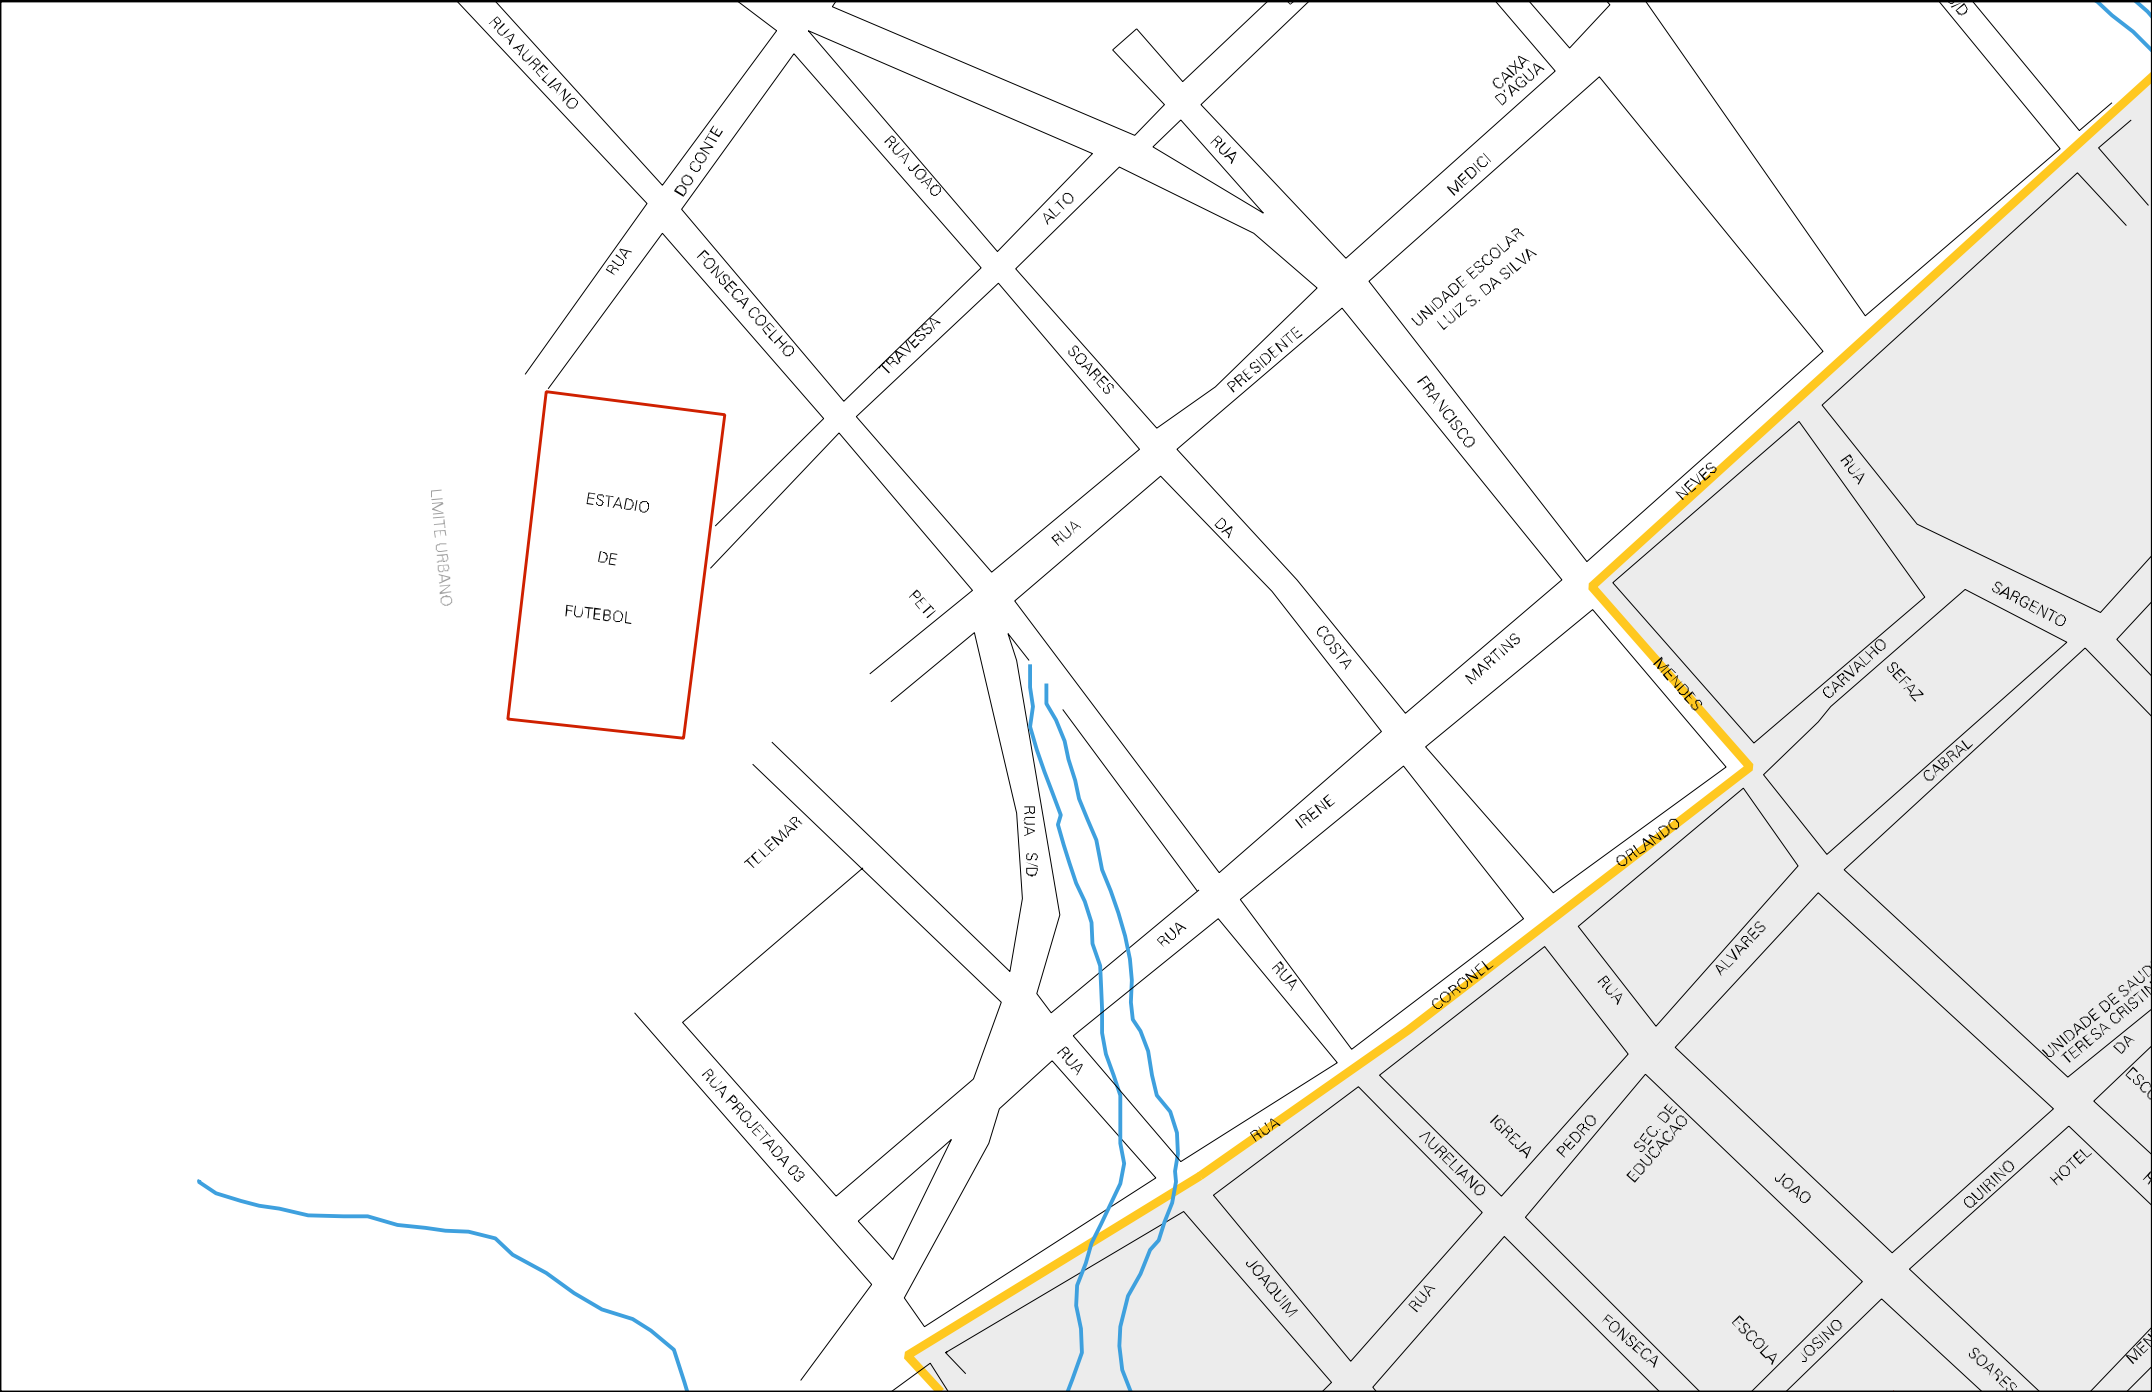 S/D
RUA AURELIANO
CAIXA
D'AGUA
DO CONTE
RUA JOAO
RUA
MEDICI
ALTO
RUA
FONSECA COELHO
UNIDADE ESCOLAR
LUIZ S. DA SILVA
TRAVESSA
SOARES
PRESIDENTE
FRANCISCO
NEVES
RUA
LIMITE URBANO
ESTADIO
DE
FUTEBOL
RUA
DA
PETI
COSTA
MARTINS
MENDES
SARGENTO
CARVALHO
SEFAZ
CABRAL
TELEMAR
RUA S/D
IRENE
ORLANDO
RUA
RUA
CORONEL
RUA
ALVARES
UNIDADE DE SAUD
TERESA CRISTIN
DA
ESCO
RUA
RUA PROJETADA 03
RUA
AURELIANO
IGREJA
PEDRO
SEC. DE
EDUCACAO
JOAO
QUIRINO
HOTEL
JOAQUIM
RUA
FONSECA
ESCOLA
JOSINO
SOARES
MEN